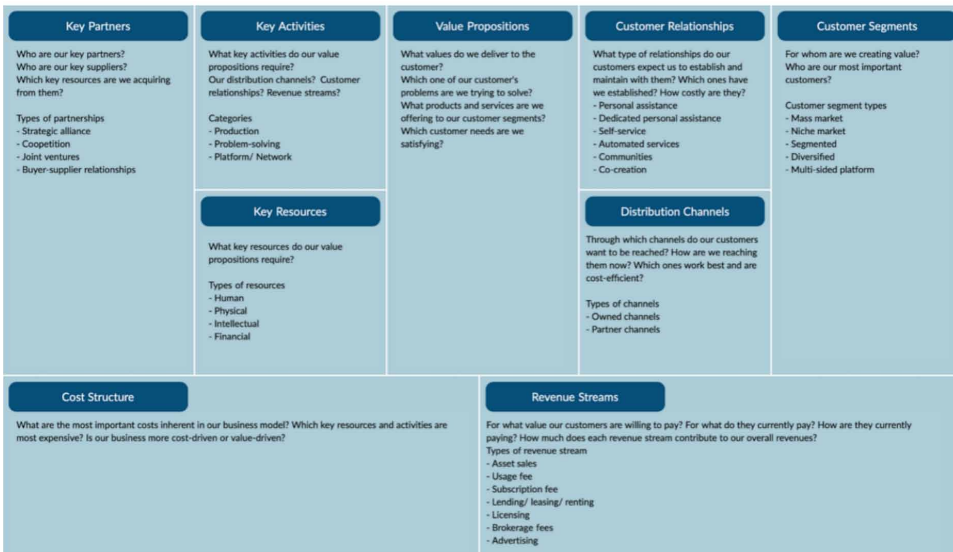 Key Partners
Who are our key partners?
Who are our key suppliers?
Which key resources are we acquiring
from them?
Types of partnerships
- Strategic alliance
- Coopetition
- Joint ventures
- Buyer-supplier relationships
Key Activities
What key activities do our value
propositions require?
Our distribution channels? Customer
relationships? Revenue streams?
Categories
- Production
- Problem-solving
- Platform/ Network
Key Resources
What key resources do our value
propositions require?
Types of resources
- Human
- Physical
- Intellectual
- Financial
Value Propositions
What values do we deliver to the
customer?
Which one of our customer's
problems are we trying to solve?
What products and services are we
offering to our customer segments?
Which customer needs are we
satisfying?
Customer Relationships
What type of relationships do our
customers expect us to establish and
maintain with them? Which ones have
we established? How costly are they?
- Personal assistance
- Dedicated personal assistance
- Self-service
- Automated services
- Communities
- Co-creation
Distribution Channels
Through which channels do our customers
want to be reached? How are we reaching
them now? Which ones work best and are
cost-efficient?
Types of channels
- Owned channels
- Partner channels
Customer Segments
For whom are we creating value?
Who are our most important
customers?
Customer segment types
- Mass market
- Niche market
- Segmented
- Diversified
- Multi-sided platform
Cost Structure
What are the most important costs inherent in our business model? Which key resources and activities are
most expensive? Is our business more cost-driven or value-driven?
Revenue Streams
For what value our customers are willing to pay? For what do they currently pay? How are they currently
paying? How much does each revenue stream contribute to our overall revenues?
Types of revenue stream
- Asset sales
- Usage fee
- Subscription fee
- Lending/ leasing/ renting
- Licensing
- Brokerage fees
- Advertising